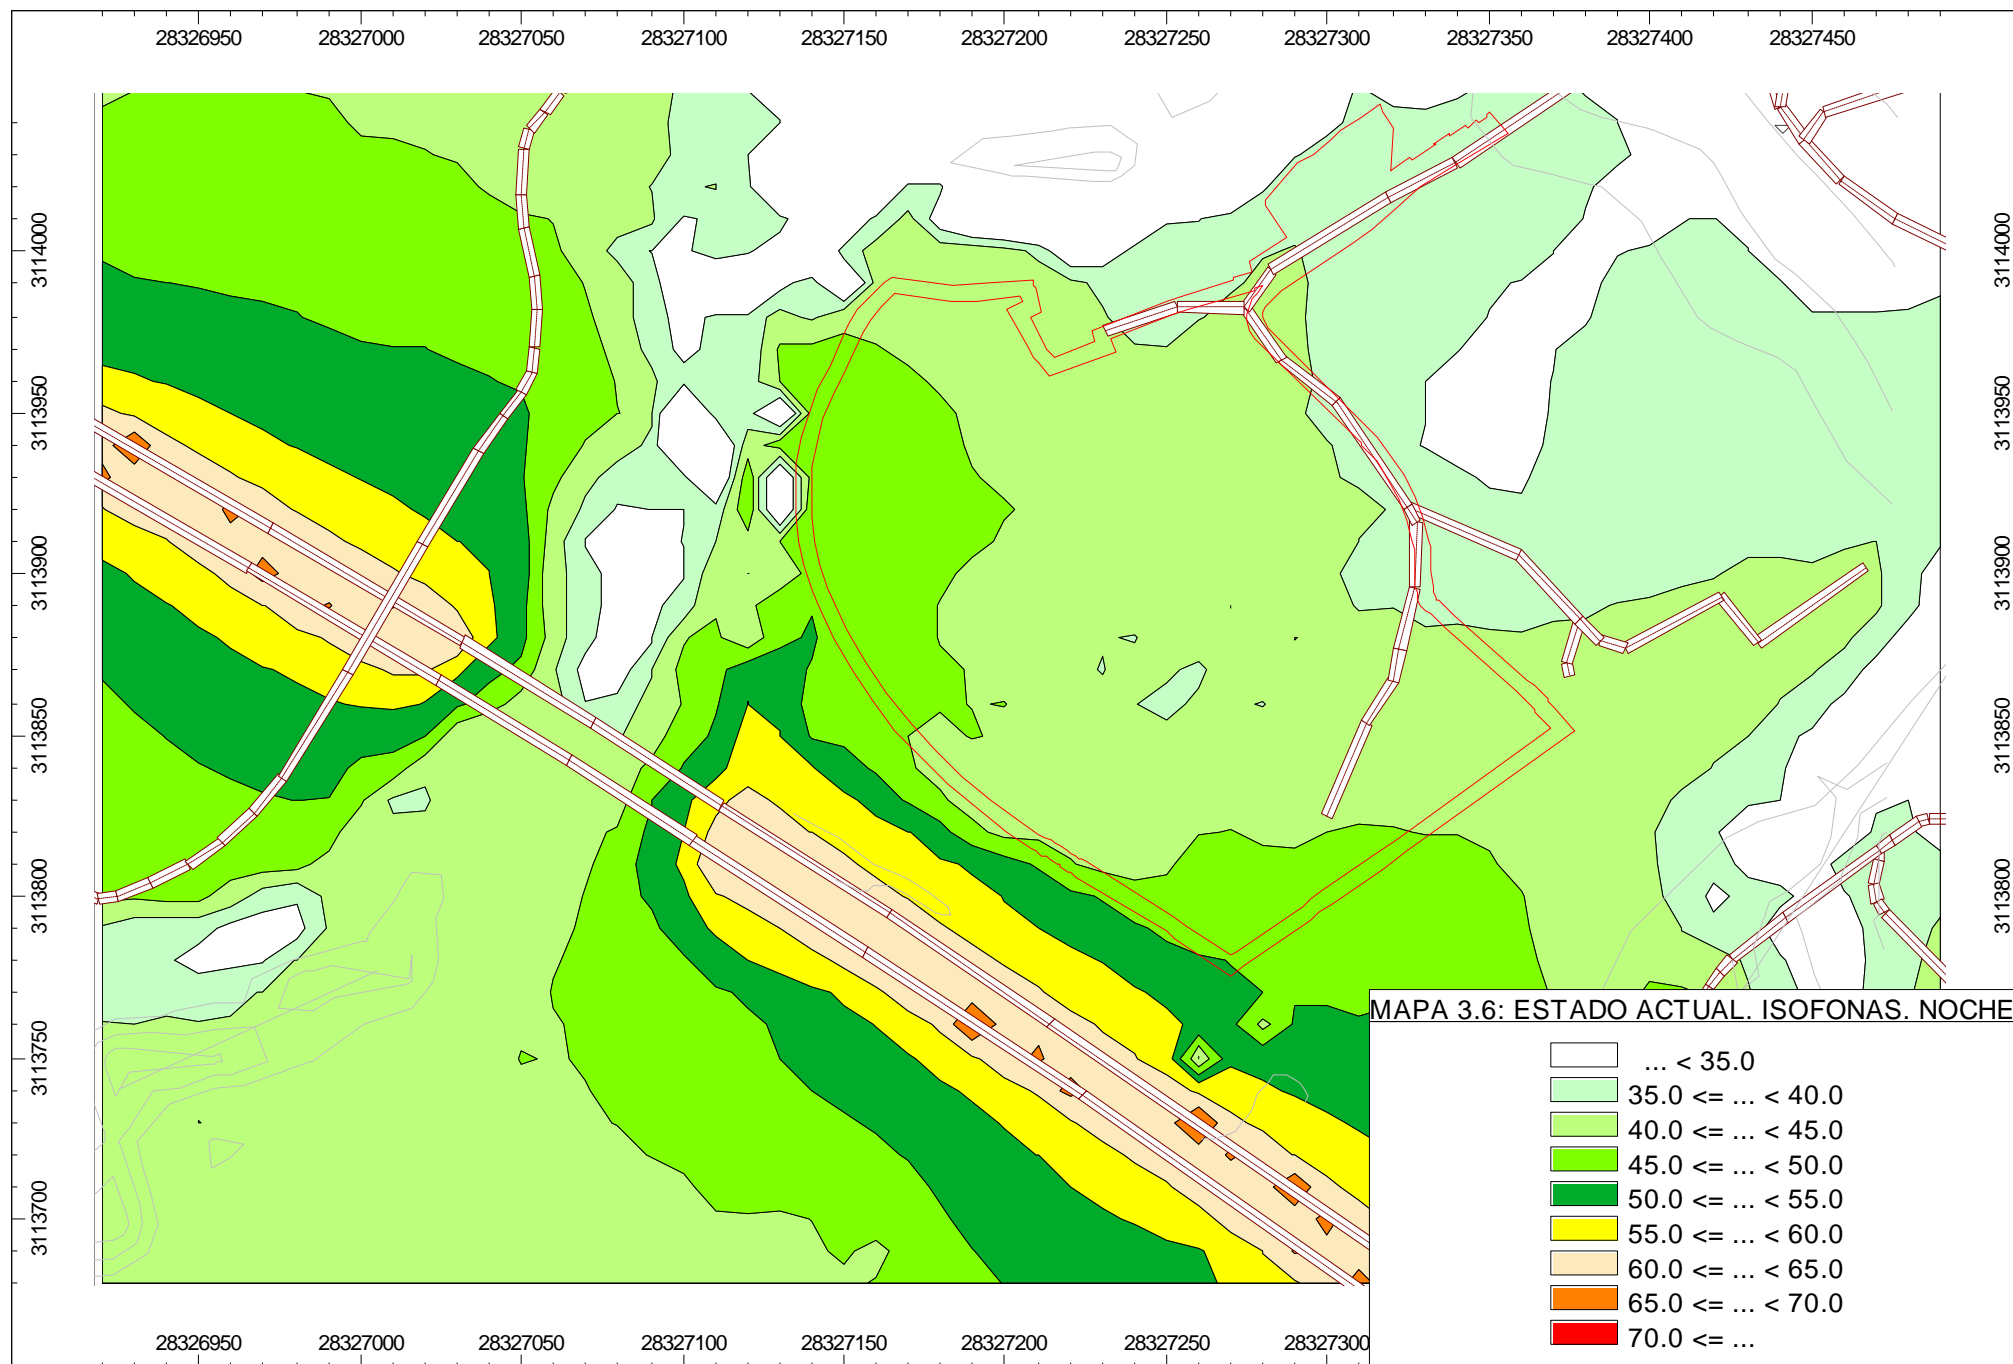 28326950 28327000 28327050 28327100 28327150 28327200 28327250 28327300 28327350 28327400 28327450
3114000 3114000
3113950 3113950
3113900 3113900
3113850 3113850
3113800 3113800
3113750
3113700
MAPA 3.6: ESTADO ACTUAL. ISOFONAS. NOCHE
... < 35.0
35.0 <= ... < 40.0
40.0 <= ... < 45.0
45.0 <= ... < 50.0
50.0 <= ... < 55.0
55.0 <= ... < 60.0
60.0 <= ... < 65.0
65.0 <= ... < 70.0
70.0 <= ...
28326950 28327000 28327050 28327100 28327150 28327200 28327250 28327300